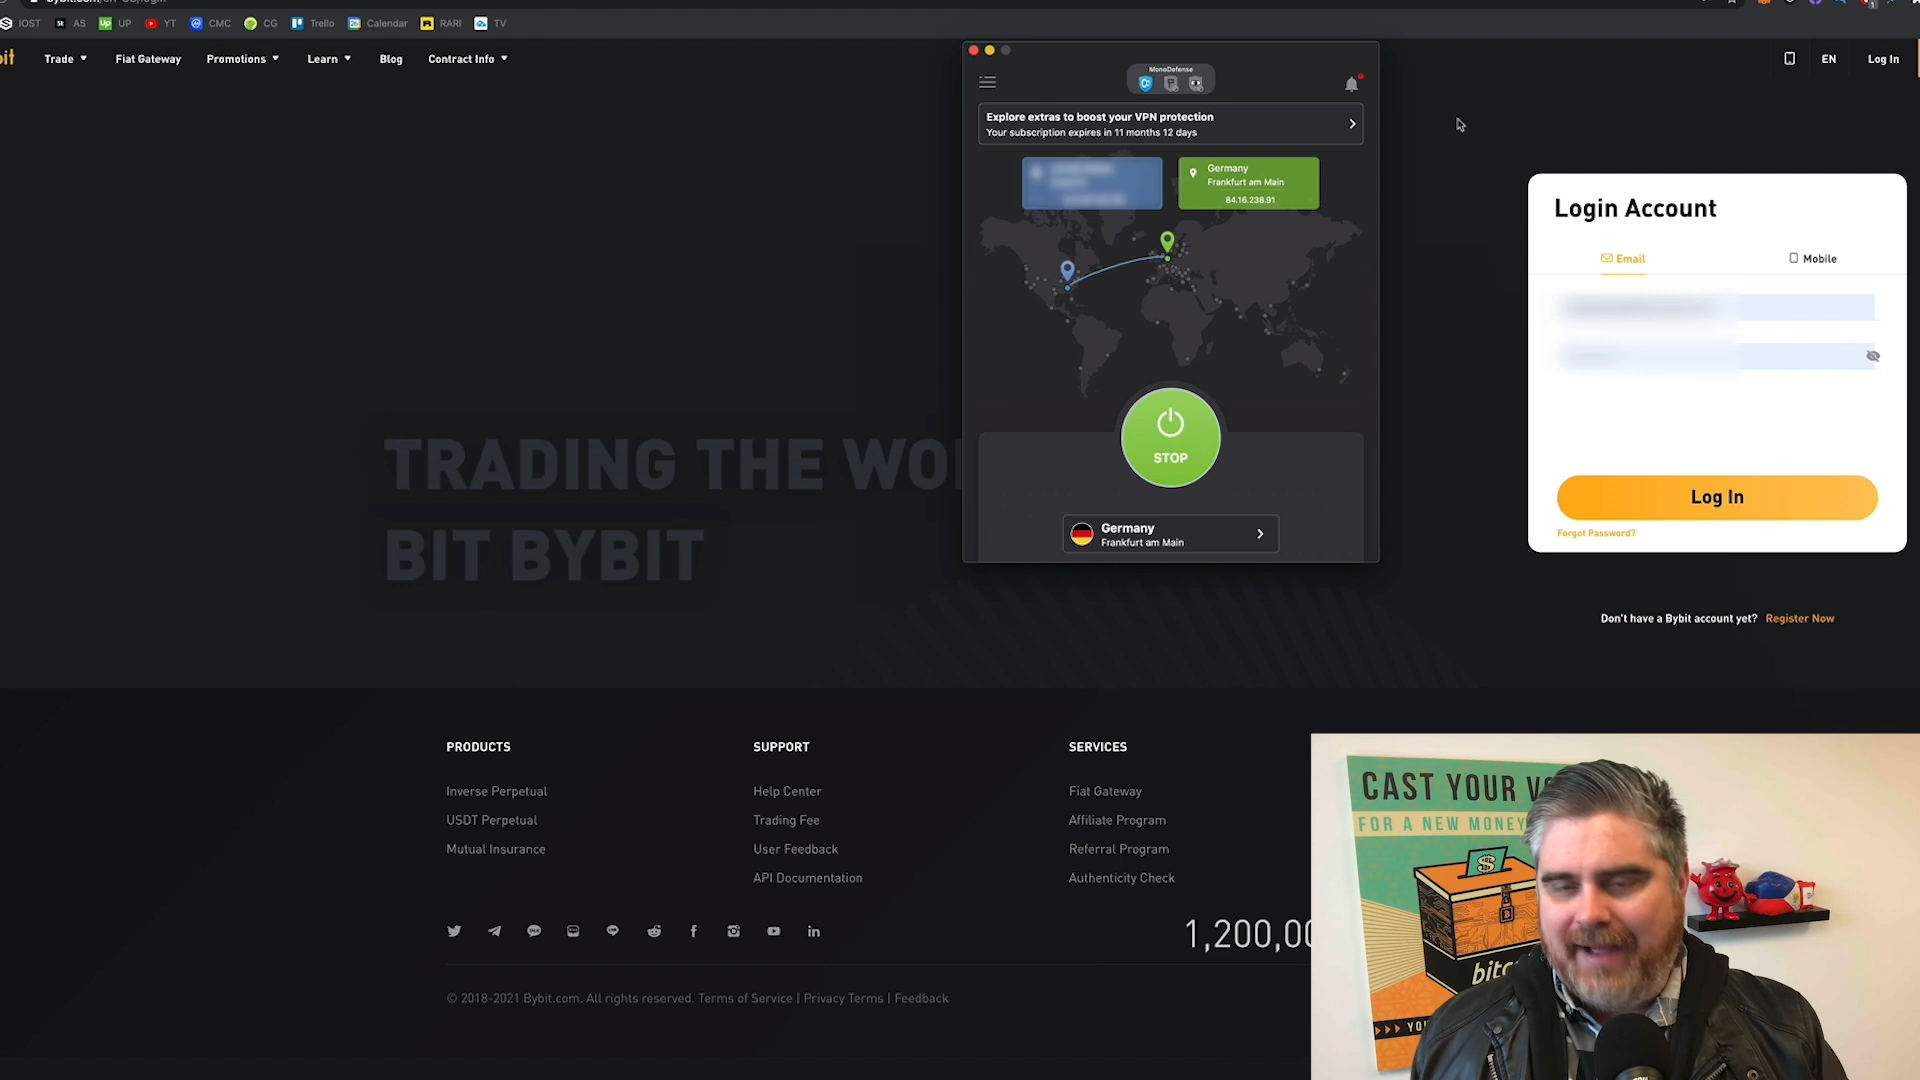 IOST AS UP YT CMC CG Trello Calendar RARI TV
Trade Fiat Gateway Promotions Learn Blog Contact Info
EN Log In
MonoDefense
Explore extras to boost your VPN protection
Your subscription expires in 11 months 12 days
Germany
Frankfurt am Main
84.16.238.91
STOP
Germany
Frankfurt am Main
Login Account
Email Mobile
Log In
Forgot Password?
Don't have a Bybit account yet? Register Now
TRADING THE
BIT BYBIT
PRODUCTS
Inverse Perpetual
USDT Perpetual
Mutual Insurance
SUPPORT
Help Center
Trading Fee
User Feedback
API Documentation
SERVICES
Fiat Gateway
Affiliate Program
Referral Program
Authenticity Check
© 2018-2021 Bybit.com. All rights reserved. Terms of Service | Privacy Terms | Feedback
CAST YOUR
FOR A NEW MONEY